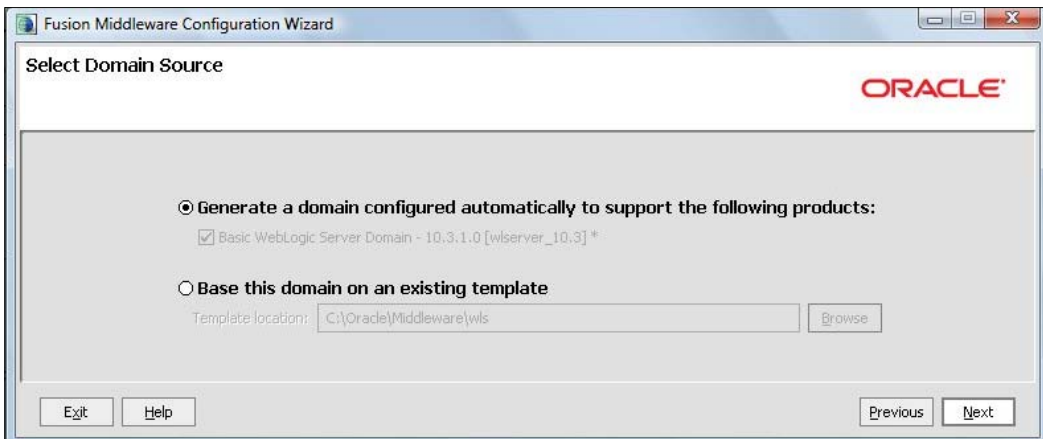 Fusion Middleware Configuration Wizard
Select Domain Source
ORACLE
Generate a domain configured automatically to support the following products:
Basic WebLogic Server Domain - 10.3.1.0 [wlserver_10.3] *
Base this domain on an existing template
Template location: C:\Oracle\Middleware\wls Browse
Exit Help Previous Next